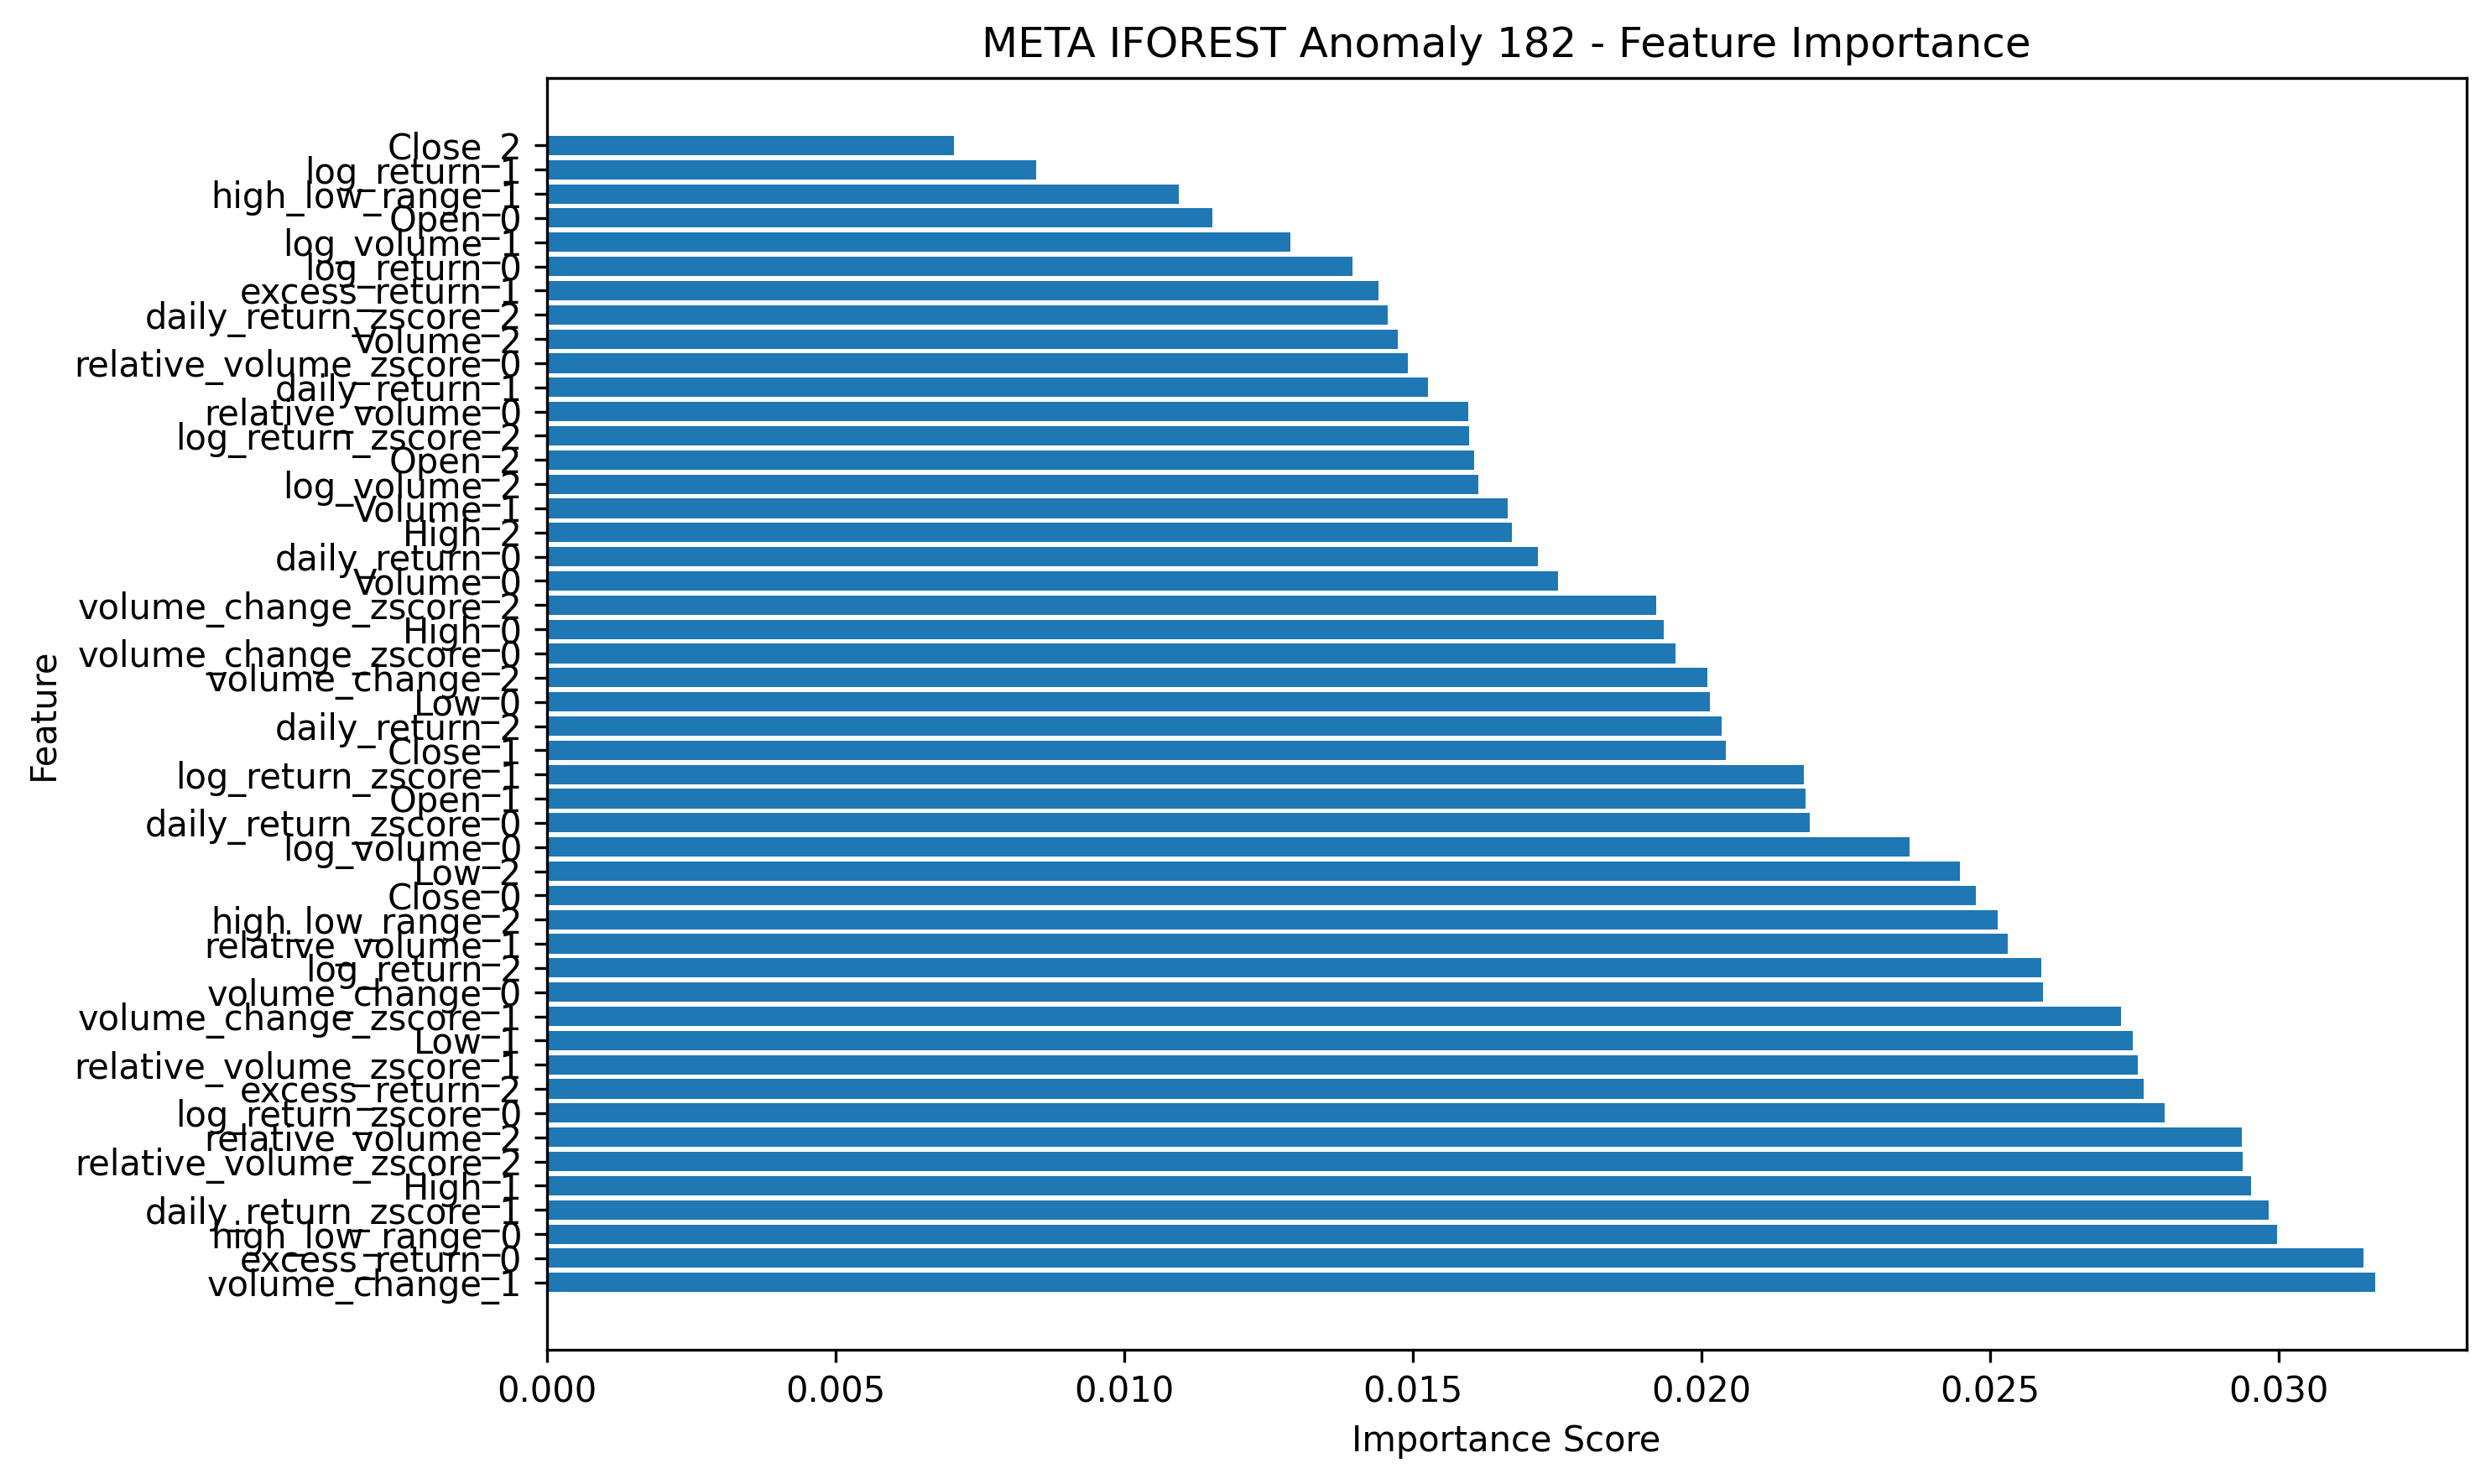 META IFOREST Anomaly 182 - Feature Importance
Close_2
log_return_1
high_low_range_1
Open_0
log_volume_1
log_return_0
excess_return_1
daily_return_zscore_2
Volume_2
relative_volume_zscore_0
daily_return_1
relative_volume_0
log_return_zscore_2
Open_2
log_volume_2
Volume_1
High_2
daily_return_0
Volume_0
volume_change_zscore_2
High_0
volume_change_zscore_0
volume_change_2
Low_0
daily_return_2
Close_1
log_return_zscore_1
Open_1
daily_return_zscore_0
log_volume_0
Low_2
Close_0
high_low_range_2
relative_volume_1
log_return_2
volume_change_0
volume_change_zscore_1
Low_1
relative_volume_zscore_1
excess_return_2
log_return_zscore_0
relative_volume_2
relative_volume_zscore_2
High_1
daily_return_zscore_1
high_low_range_0
excess_return_0
volume_change_1
Feature
0.000 0.005 0.010 0.015 0.020 0.025 0.030
Importance Score